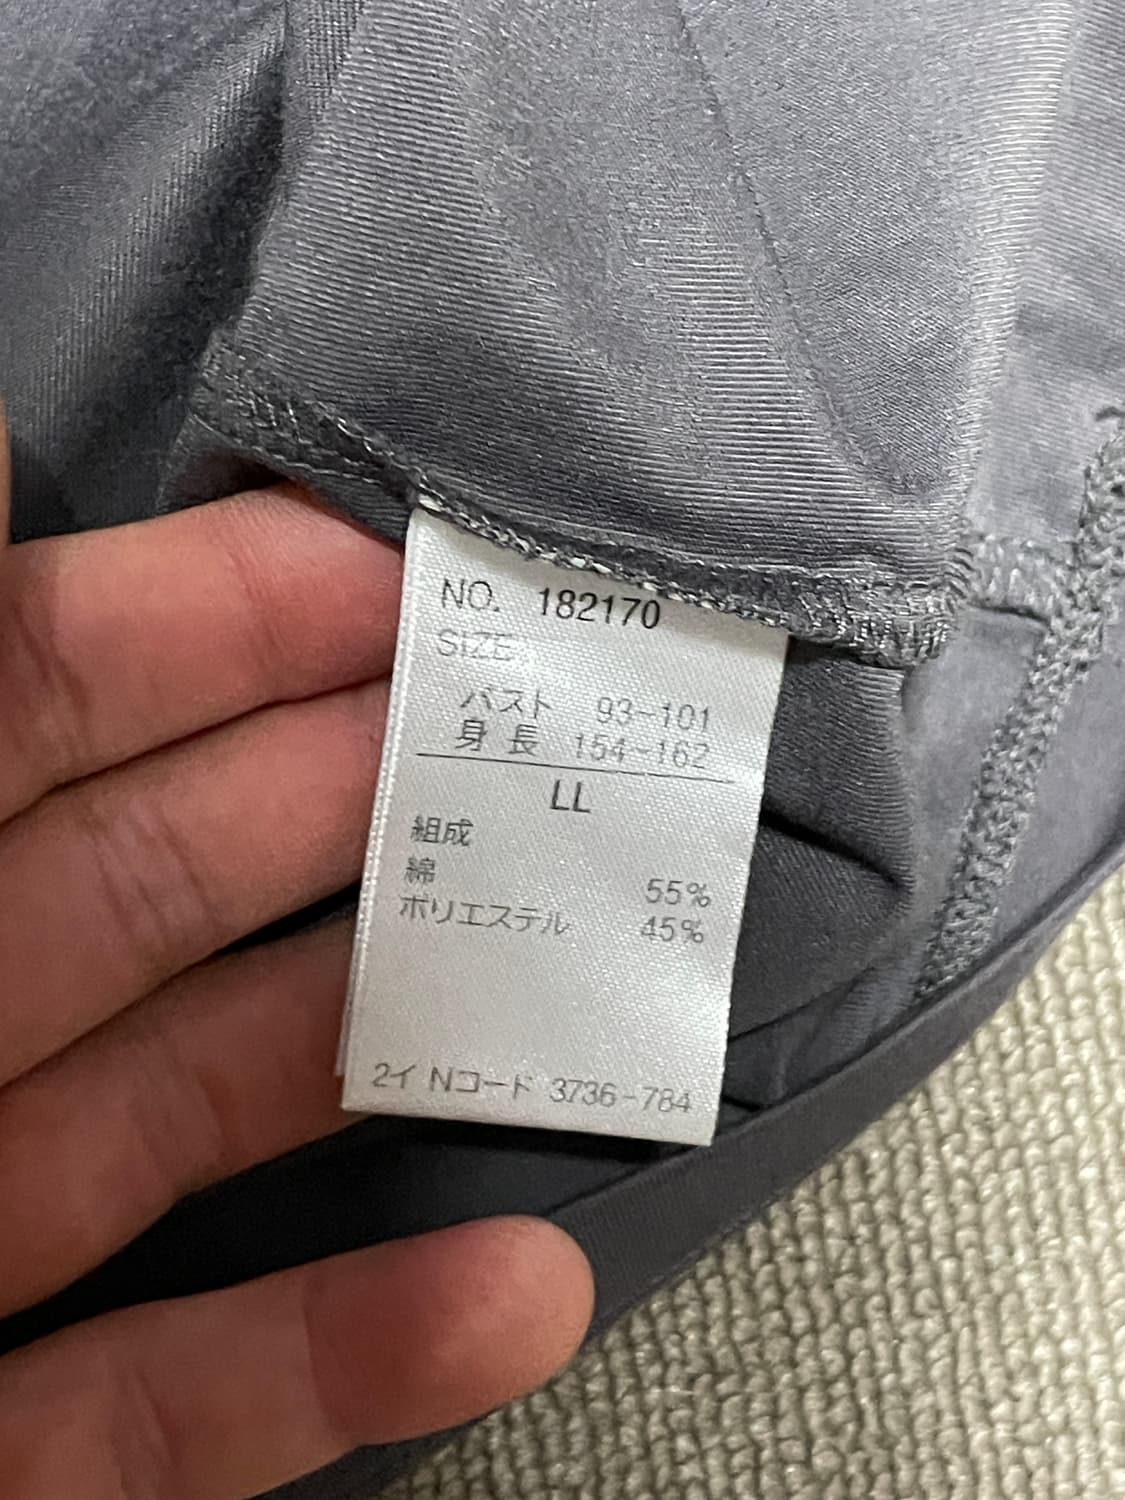 NO. 182170
SIZE
バスト 93-101
身長 154-162
LL
組成
綿 55%
ポリエステル 45%
2イ Nコード 3736-784